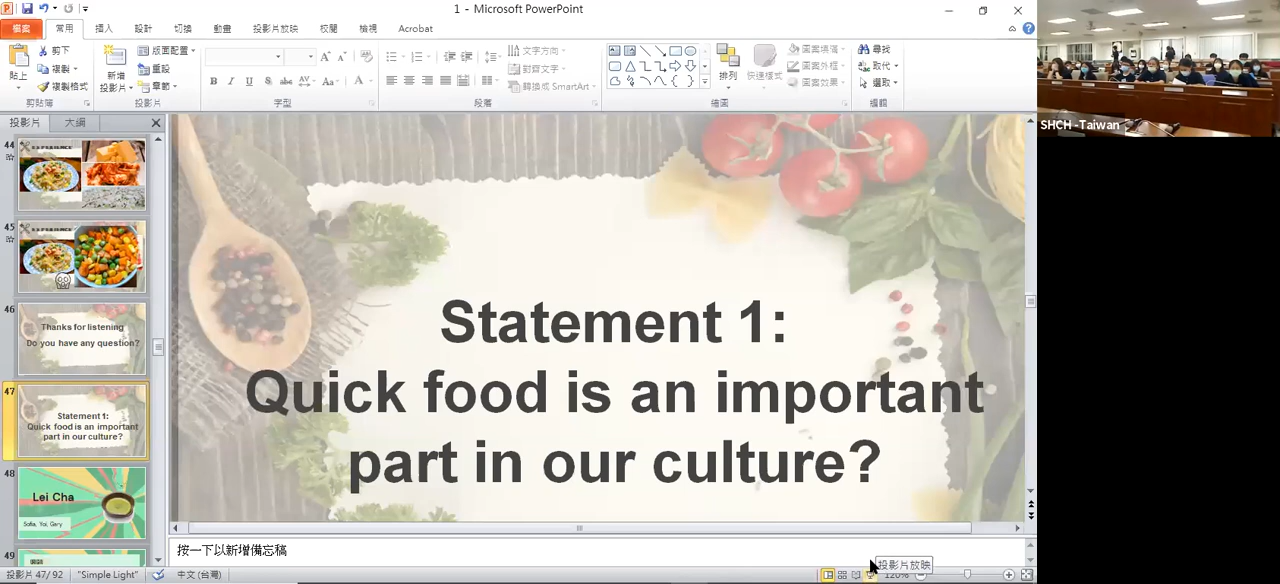 1 - Microsoft PowerPoint
檔案 常用 插入 設計 切換 動畫 投影片放映 校閱 檢視 Acrobat
貼上
剪下
複製
複製格式
剪貼簿
新增
投影片
版面配置
重設
章節
投影片
B I U S abc AV Aa A
字型
文字方向
對齊文字
轉換成 SmartArt
段落
排列
快速樣式
圖案填滿
圖案外框
圖案效果
繪圖
尋找
取代
選取
編輯
SHCH -Taiwan
投影片 大綱
44
45
46
Thanks for listening
Do you have any question?
47
Statement 1:
Quick food is an important
part in our culture?
48
Lei Cha
Sofia, Yoi, Gary
49
Statement 1:
Quick food is an important
part in our culture?
按一下以新增備忘稿
投影片放映
投影片 47/92 "Simple Light" 中文(台灣) 120%